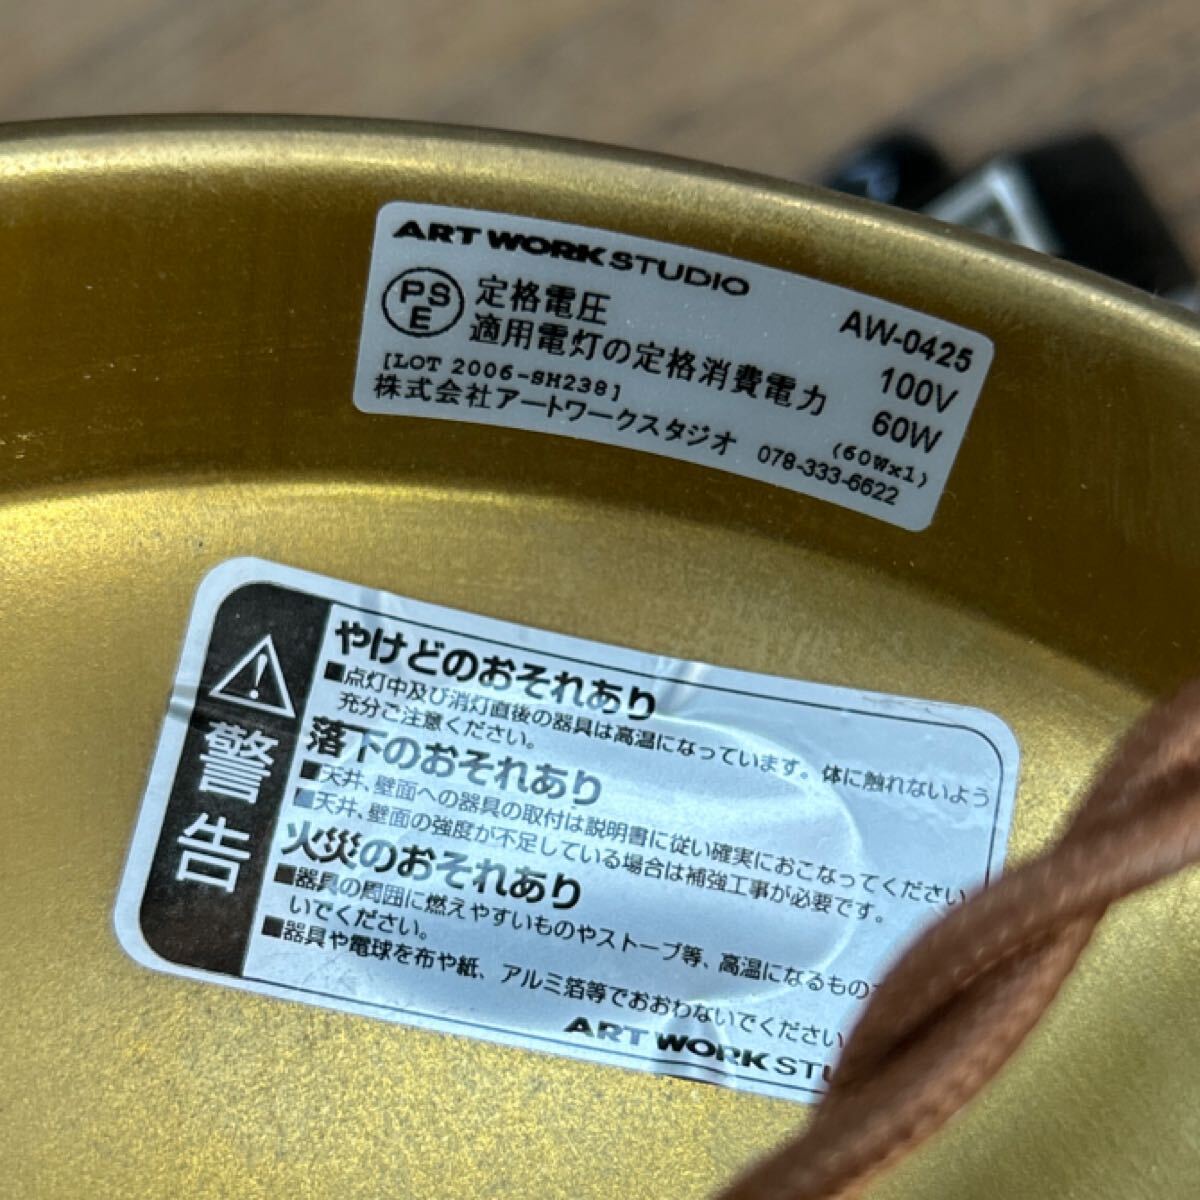 ART WORK STUDIO
PSE 定格電圧 AW-0425
適用電灯の定格消費電力 100V
[LOT 2006-SH238] 60W
(60W×1)
株式会社アートワークスタジオ 078-333-6622
警告
やけどのおそれあり
■点灯中及び消灯直後の器具は高温になっています。体に触れないよう
充分ご注意ください。
落下のおそれあり
■天井、壁面への器具の取付は説明書に従い確実におこなってください
■天井、壁面の強度が不足している場合は補強工事が必要です。
火災のおそれあり
■器具の周囲に燃えやすいものやストーブ等、高温になるもの
いでください。
■器具や電球を布や紙、アルミ箔等でおおわないでください
ART WORK STU